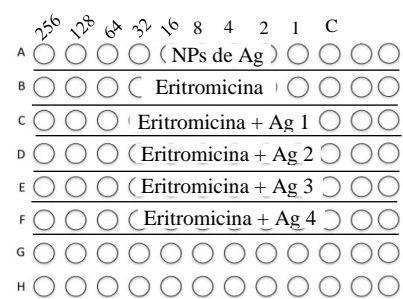 256 128 64 32 16 8 4 2 1 C
A NPs de Ag
B Eritromicina
C Eritromicina + Ag 1
D Eritromicina + Ag 2
E Eritromicina + Ag 3
F Eritromicina + Ag 4
G
H